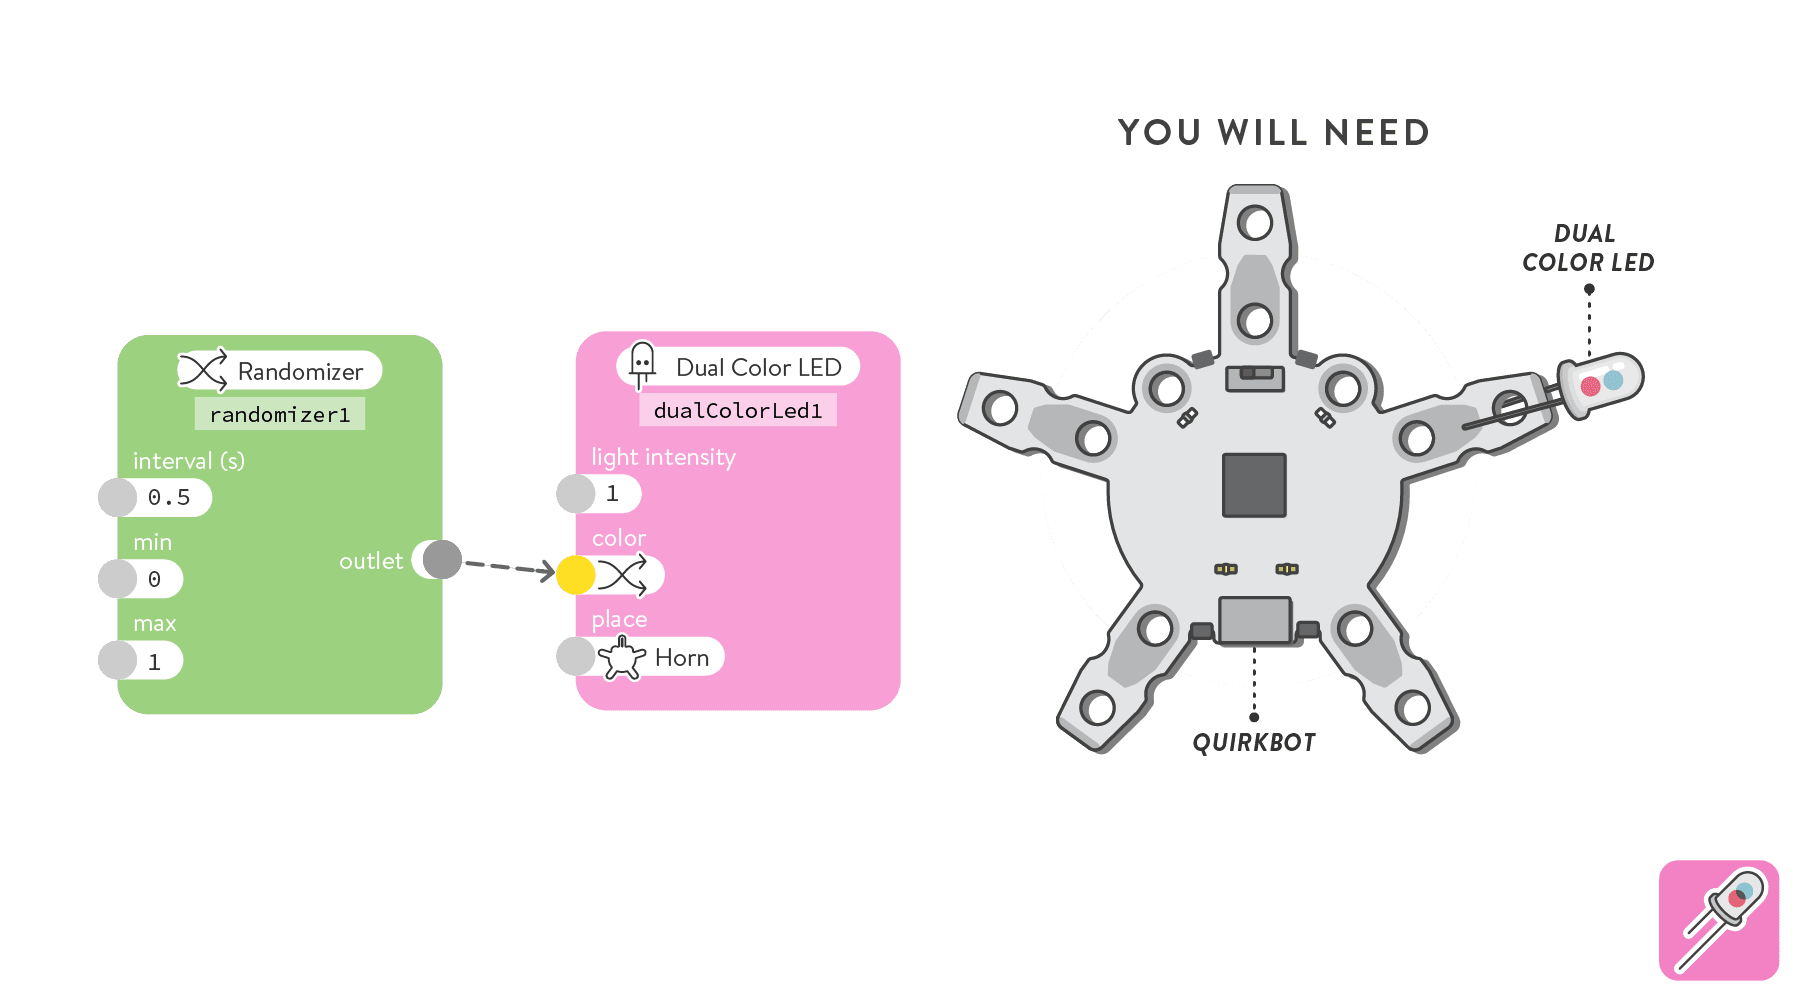 YOU WILL NEED
Randomizer
randomizer1
interval (s)
0.5
min
0
max
1
outlet
Dual Color LED
dualColorLed1
light intensity
1
color
place
Horn
DUAL
COLOR LED
QUIRKBOT